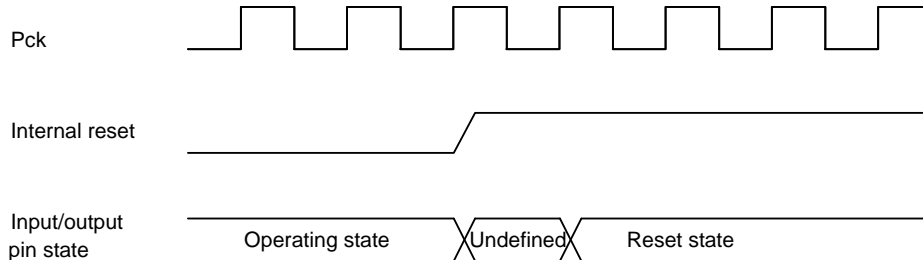 Pck
Internal reset
Input/output
pin state
Operating state
Undefined
Reset state